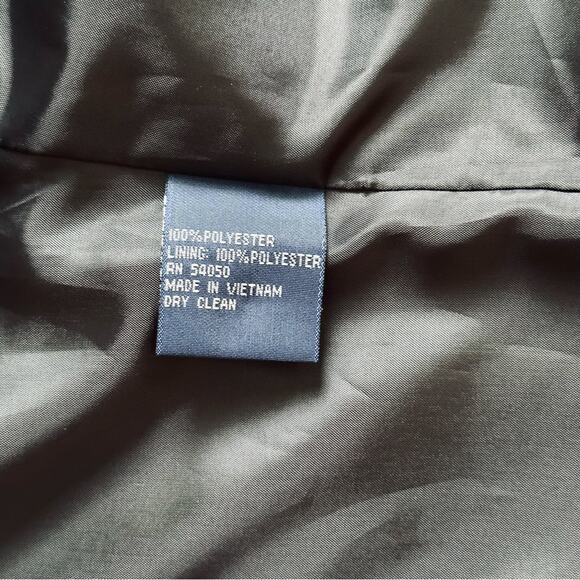 100% POLYESTER
LINING: 100% POLYESTER
RN 54050
MADE IN VIETNAM
DRY CLEAN